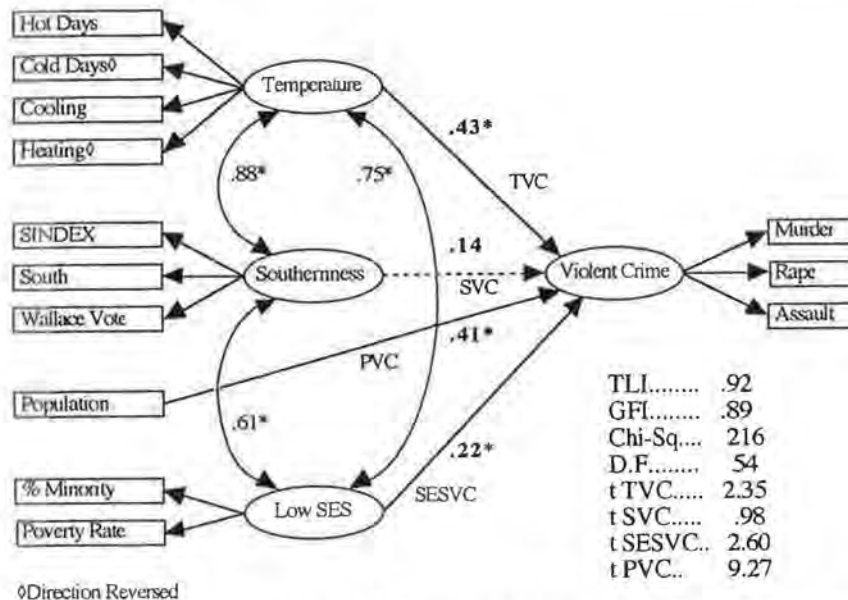 Hot Days
Cold Days◊
Cooling
Heating◊
Temperature
.43*
TVC
.88*
.75*
SINDEX
South
Wallace Vote
Southernness
.14
SVC
Violent Crime
Murder
Rape
Assault
Population
PVC
.41*
.61*
.22*
SESVC
% Minority
Poverty Rate
Low SES
TLI........ .92
GFI........ .89
Chi-Sq.... 216
D.F........ 54
t TVC..... 2.35
t SVC..... .98
t SESVC.. 2.60
t PVC.. 9.27
◊Direction Reversed